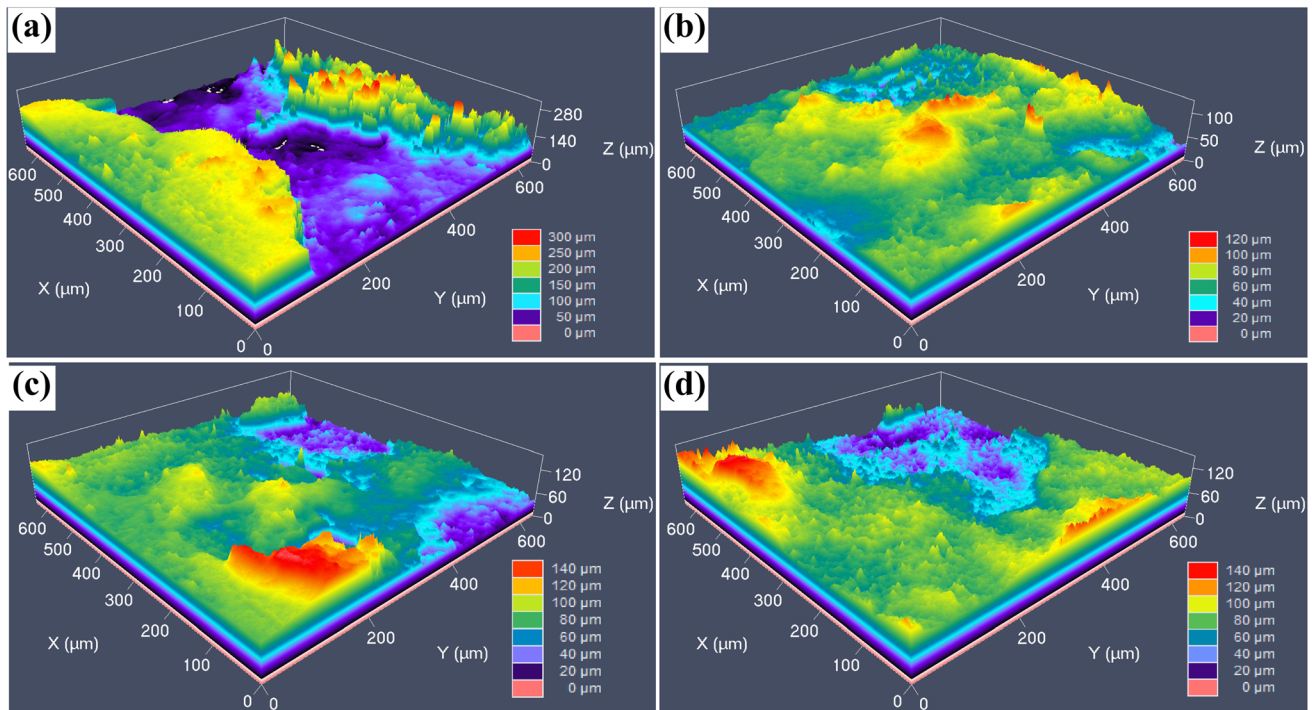 (a)
280
140
0
Z (µm)
600
500
400
300
200
100
0
X (µm)
0
200
400
600
Y (µm)
300 µm
250 µm
200 µm
150 µm
100 µm
50 µm
0 µm
(b)
100
50
0
Z (µm)
600
500
400
300
200
100
0
X (µm)
0
200
400
600
Y (µm)
120 µm
100 µm
80 µm
60 µm
40 µm
20 µm
0 µm
(c)
120
60
0
Z (µm)
600
500
400
300
200
100
0
X (µm)
0
200
400
600
Y (µm)
140 µm
120 µm
100 µm
80 µm
60 µm
40 µm
20 µm
0 µm
(d)
120
60
0
Z (µm)
600
500
400
300
200
100
0
X (µm)
0
200
400
600
Y (µm)
140 µm
120 µm
100 µm
80 µm
60 µm
40 µm
20 µm
0 µm